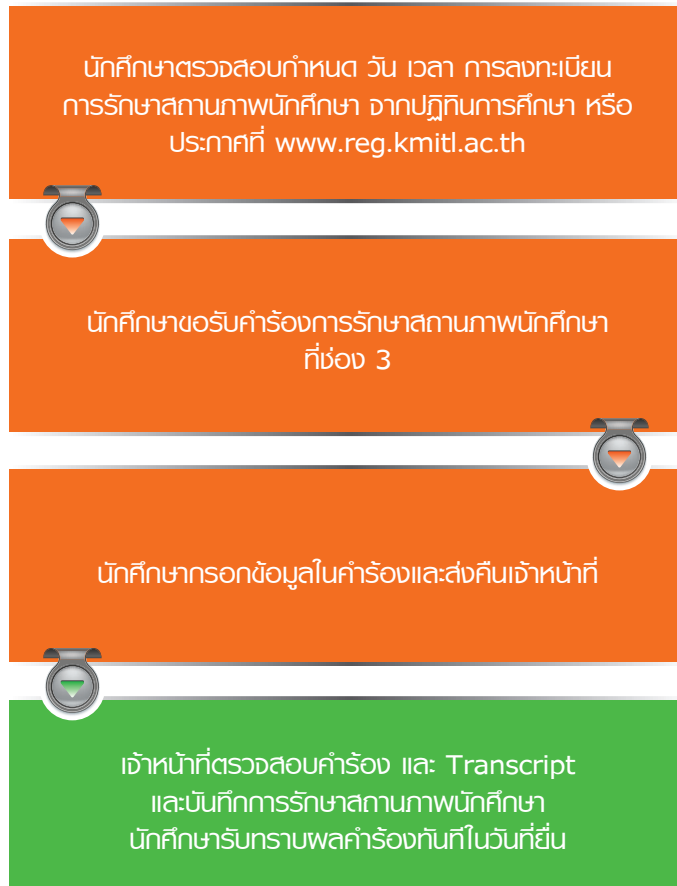 นักศึกษาตรวจสอบกำหนด วัน เวลา การลงทะเบียน
การรักษาสถานภาพนักศึกษา จากปฏิทินการศึกษา หรือ
ประกาศที่ www.reg.kmitl.ac.th
นักศึกษาขอรับคำร้องการรักษาสถานภาพนักศึกษา
ที่ช่อง 3
นักศึกษากรอกข้อมูลในคำร้องและส่งคืนเจ้าหน้าที่
เจ้าหน้าที่ตรวจสอบคำร้อง และ Transcript
และบันทึกการรักษาสถานภาพนักศึกษา
นักศึกษารับทราบผลคำร้องทันทีในวันที่ยื่น